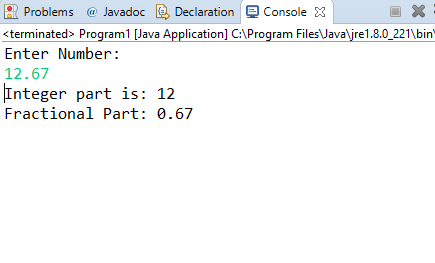 Problems @ Javadoc Declaration Console
<terminated> Program1 [Java Application] C:\Program Files\Java\jre1.8.0_221\bin\
Enter Number:
12.67
Integer part is: 12
Fractional Part: 0.67